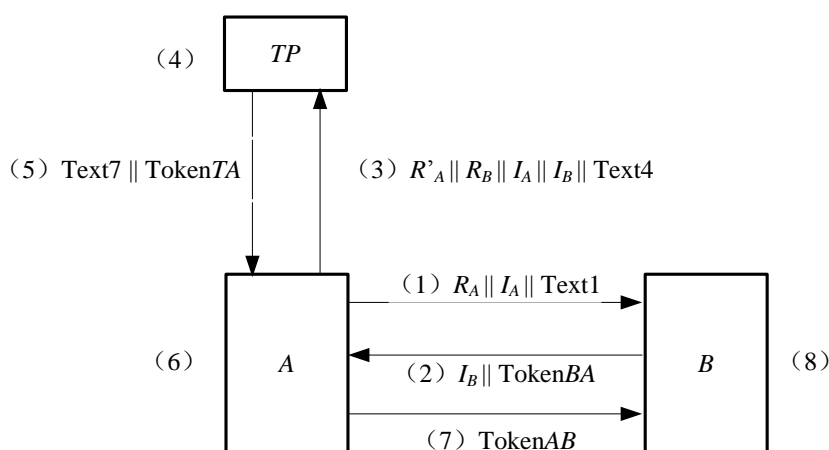 （4） TP
（5）Text7 || TokenTA
（3）R’A || RB || IA || IB || Text4
（1）RA || IA || Text1
（6） A
B （8）
（2）IB || TokenBA
（7）TokenAB